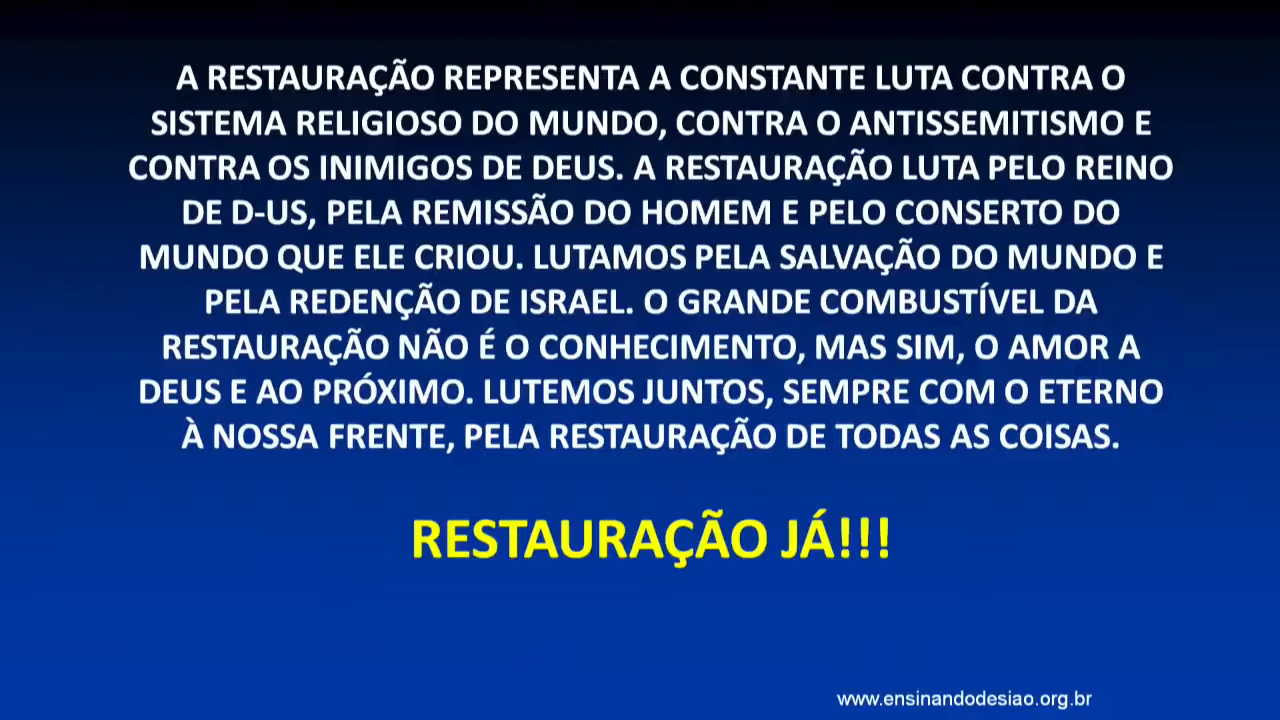 A RESTAURAÇÃO REPRESENTA A CONSTANTE LUTA CONTRA O
SISTEMA RELIGIOSO DO MUNDO, CONTRA O ANTISSEMITISMO E
CONTRA OS INIMIGOS DE DEUS. A RESTAURAÇÃO LUTA PELO REINO
DE D-US, PELA REMISSÃO DO HOMEM E PELO CONSERTO DO
MUNDO QUE ELE CRIOU. LUTAMOS PELA SALVAÇÃO DO MUNDO E
PELA REDENÇÃO DE ISRAEL. O GRANDE COMBUSTÍVEL DA
RESTAURAÇÃO NÃO É O CONHECIMENTO, MAS SIM, O AMOR A
DEUS E AO PRÓXIMO. LUTEMOS JUNTOS, SEMPRE COM O ETERNO
À NOSSA FRENTE, PELA RESTAURAÇÃO DE TODAS AS COISAS.
RESTAURAÇÃO JÁ!!!
www.ensinandodesiao.org.br